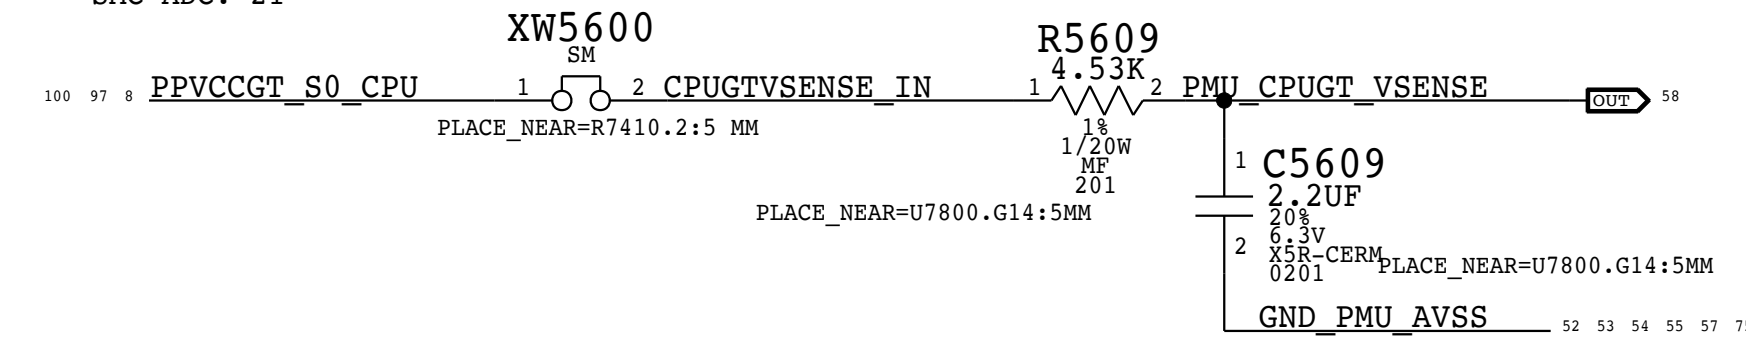 XW5600
SM
100 97 8 PPVCCGT_S0_CPU 1 2 CPUGTVSENSE_IN
PLACE_NEAR=R7410.2:5 MM
R5609
4.53K
1 2 PMU_CPUGT_VSENSE OUT 58
1%
1/20W
MF
201
PLACE_NEAR=U7800.G14:5MM
1 C5609
2.2UF
20%
6.3V
2 X5R-CERM
0201
PLACE_NEAR=U7800.G14:5MM
GND_PMU_AVSS 52 53 54 55 57